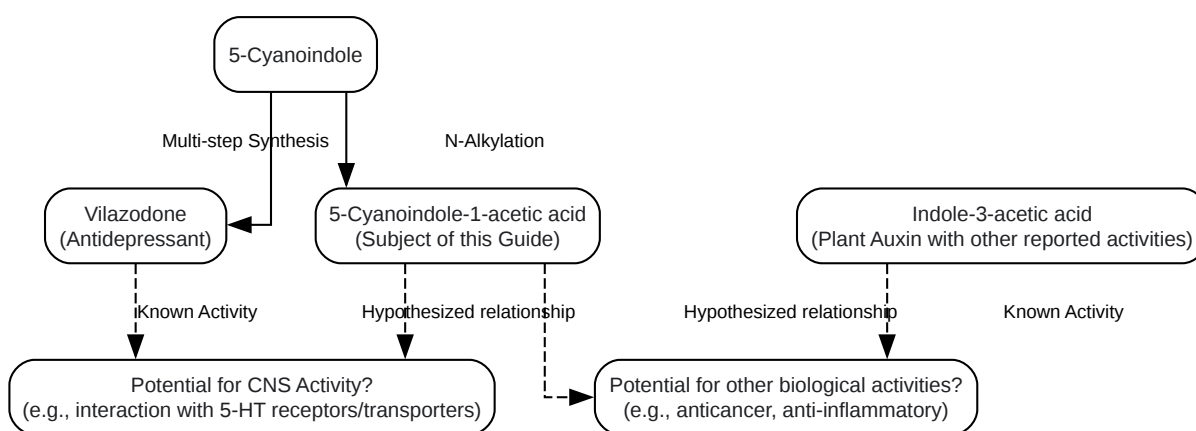 5-Cyanoindole
Multi-step Synthesis
N-Alkylation
Vilazodone
(Antidepressant)
5-Cyanoindole-1-acetic acid
(Subject of this Guide)
Indole-3-acetic acid
(Plant Auxin with other reported activities)
Known Activity
Hypothesized relationship
Hypothesized relationship
Known Activity
Potential for CNS Activity?
(e.g., interaction with 5-HT receptors/transporters)
Potential for other biological activities?
(e.g., anticancer, anti-inflammatory)